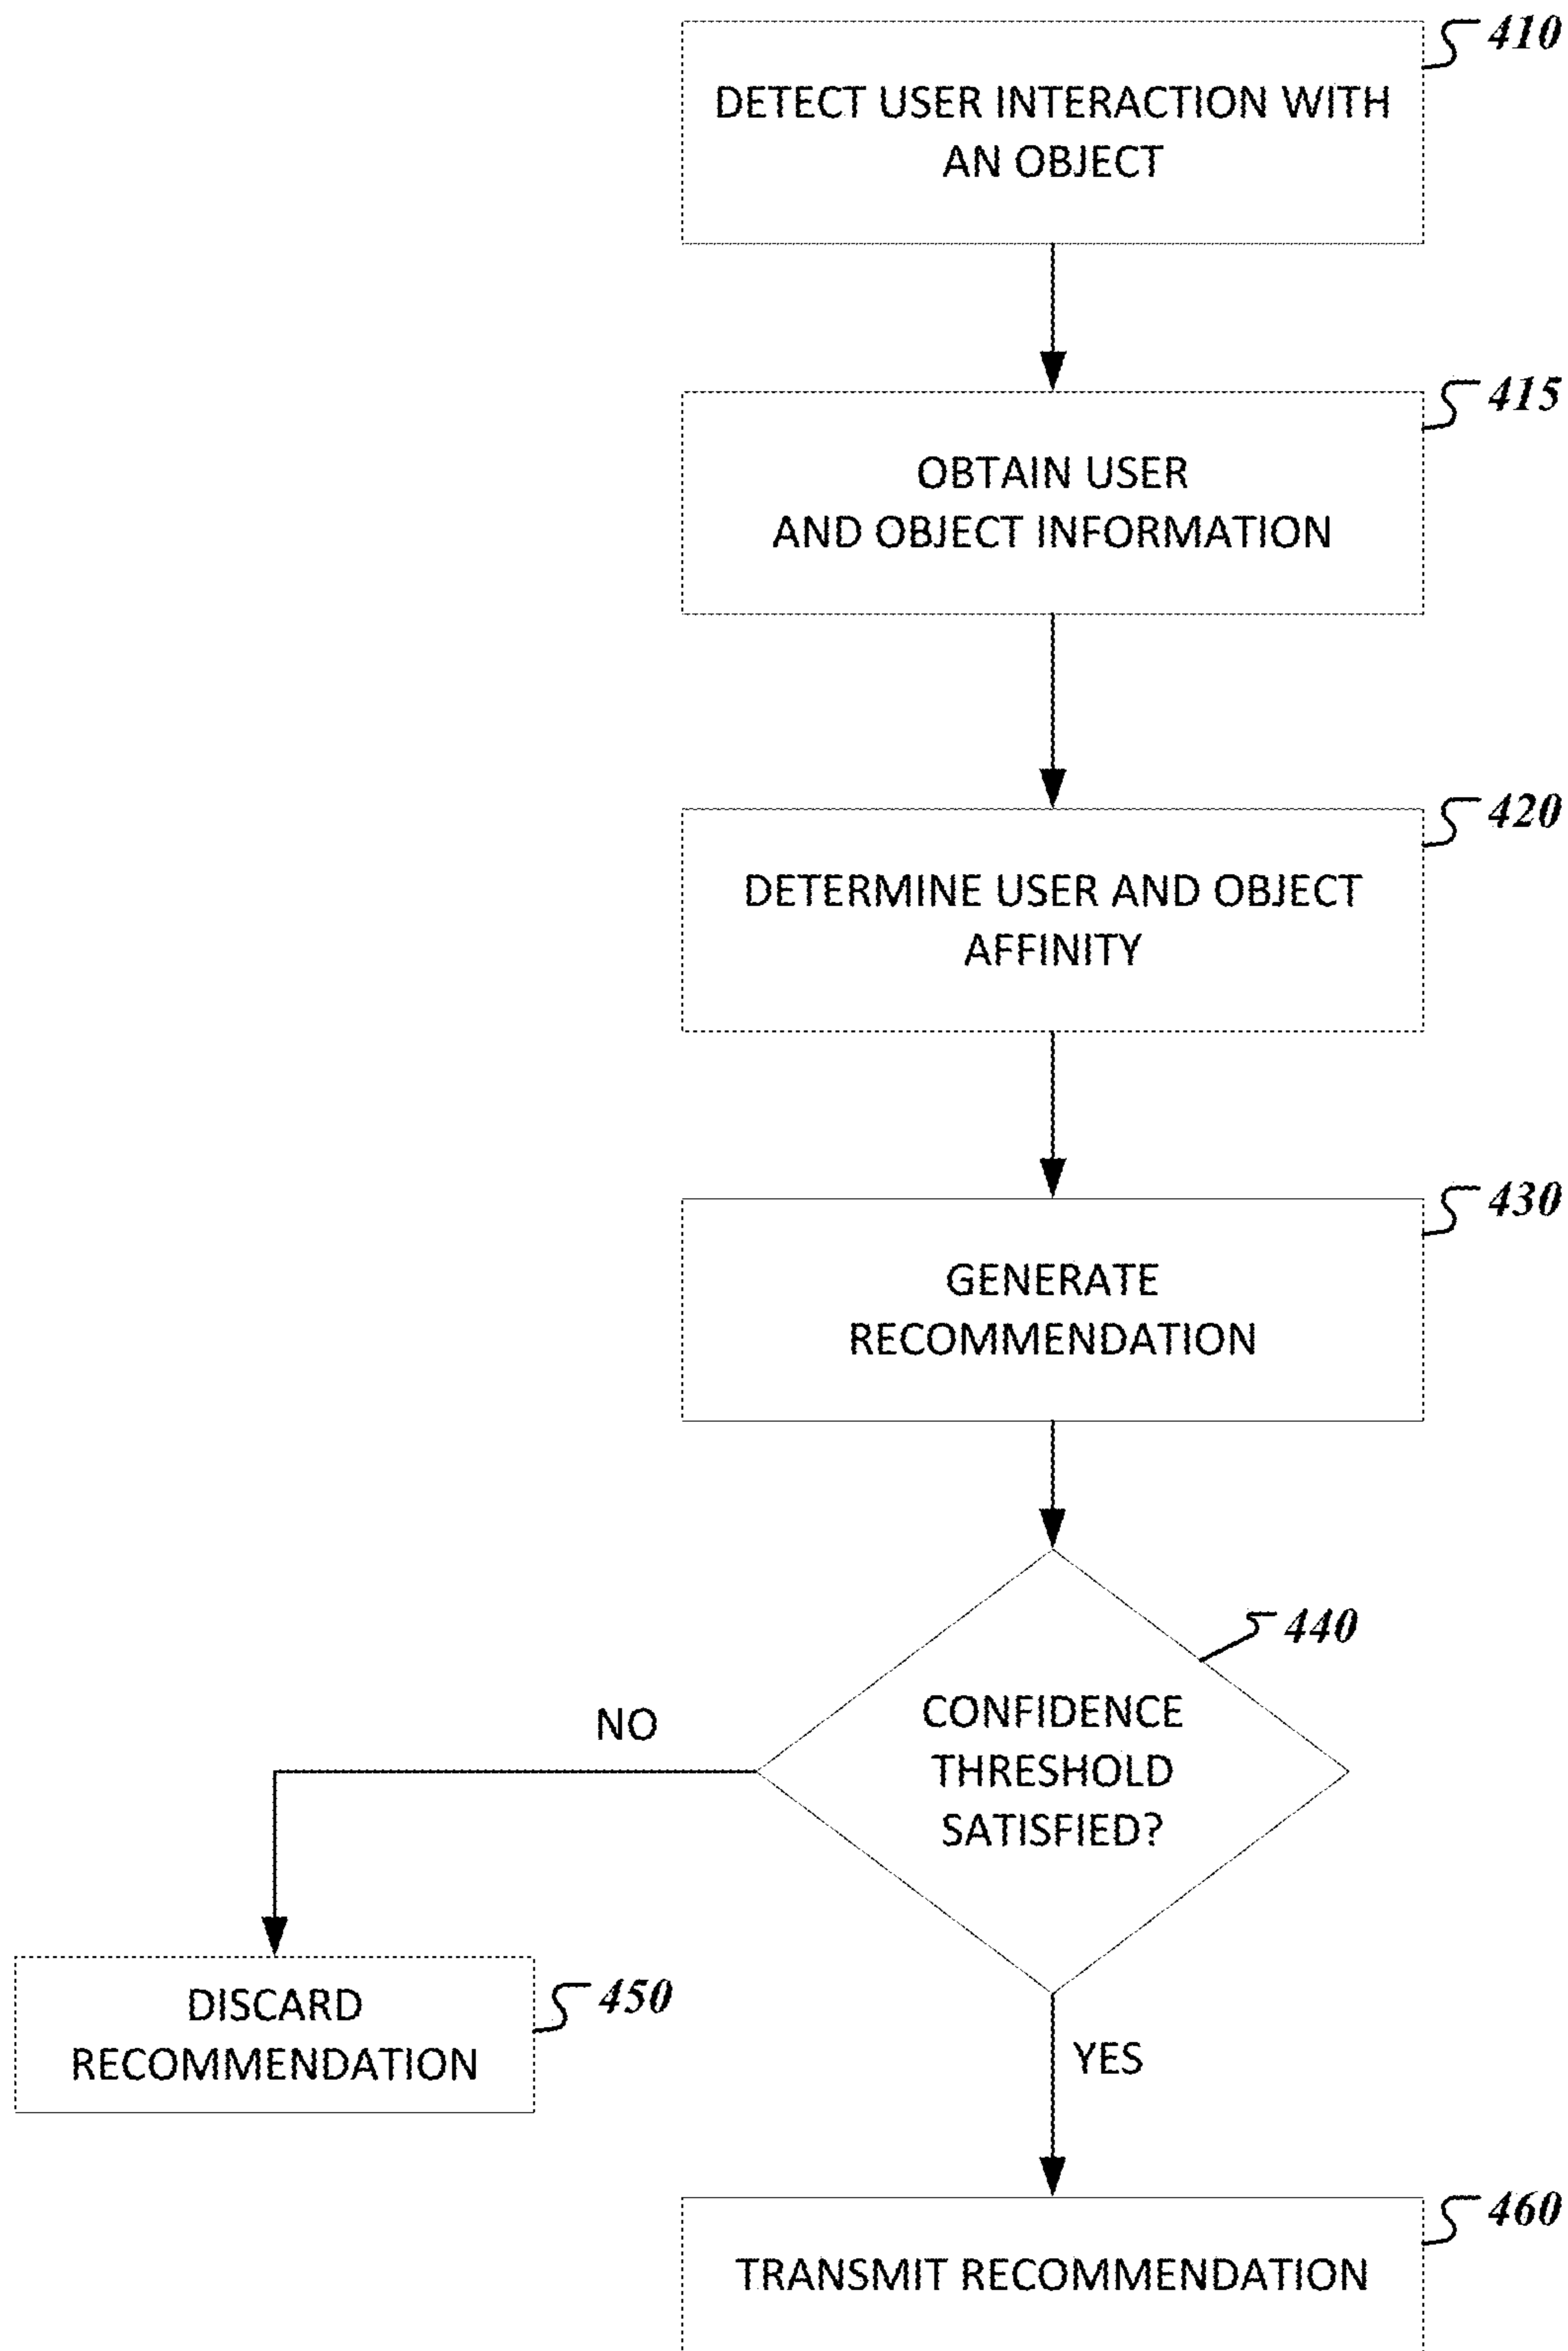 410
DETECT USER INTERACTION WITH
AN OBJECT
415
OBTAIN USER
AND OBJECT INFORMATION
420
DETERMINE USER AND OBJECT
AFFINITY
430
GENERATE
RECOMMENDATION
440
CONFIDENCE
THRESHOLD
SATISFIED?
NO
DISCARD
RECOMMENDATION
450
YES
460
TRANSMIT RECOMMENDATION